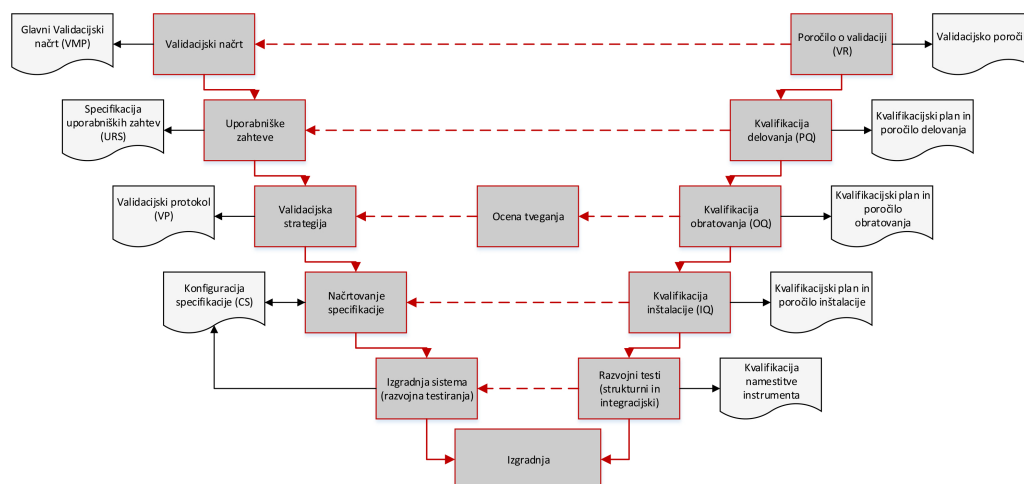 Glavni Validacijski
načrt (VMP)
Validacijski načrt
Poročilo o validaciji
(VR)
Validacijsko poroči
Specifikacija
uporabniških zahtev
(URS)
Uporabniške
zahteve
Kvalifikacija
delovanja (PQ)
Kvalifikacijski plan in
poročilo delovanja
Validacijski protokol
(VP)
Validacijska
strategija
Ocena tveganja
Kvalifikacija
obratovanja (OQ)
Kvalifikacijski plan in
poročilo
obratovanja
Konfiguracija
specifikacije (CS)
Načrtovanje
specifikacije
Kvalifikacija
inštalacije (IQ)
Kvalifikacijski plan in
poročilo inštalacije
Izgradnja sistema
(razvojna testiranja)
Razvojni testi
(strukturni in
integracijski)
Kvalifikacija
namestitve
instrumenta
Izgradnja